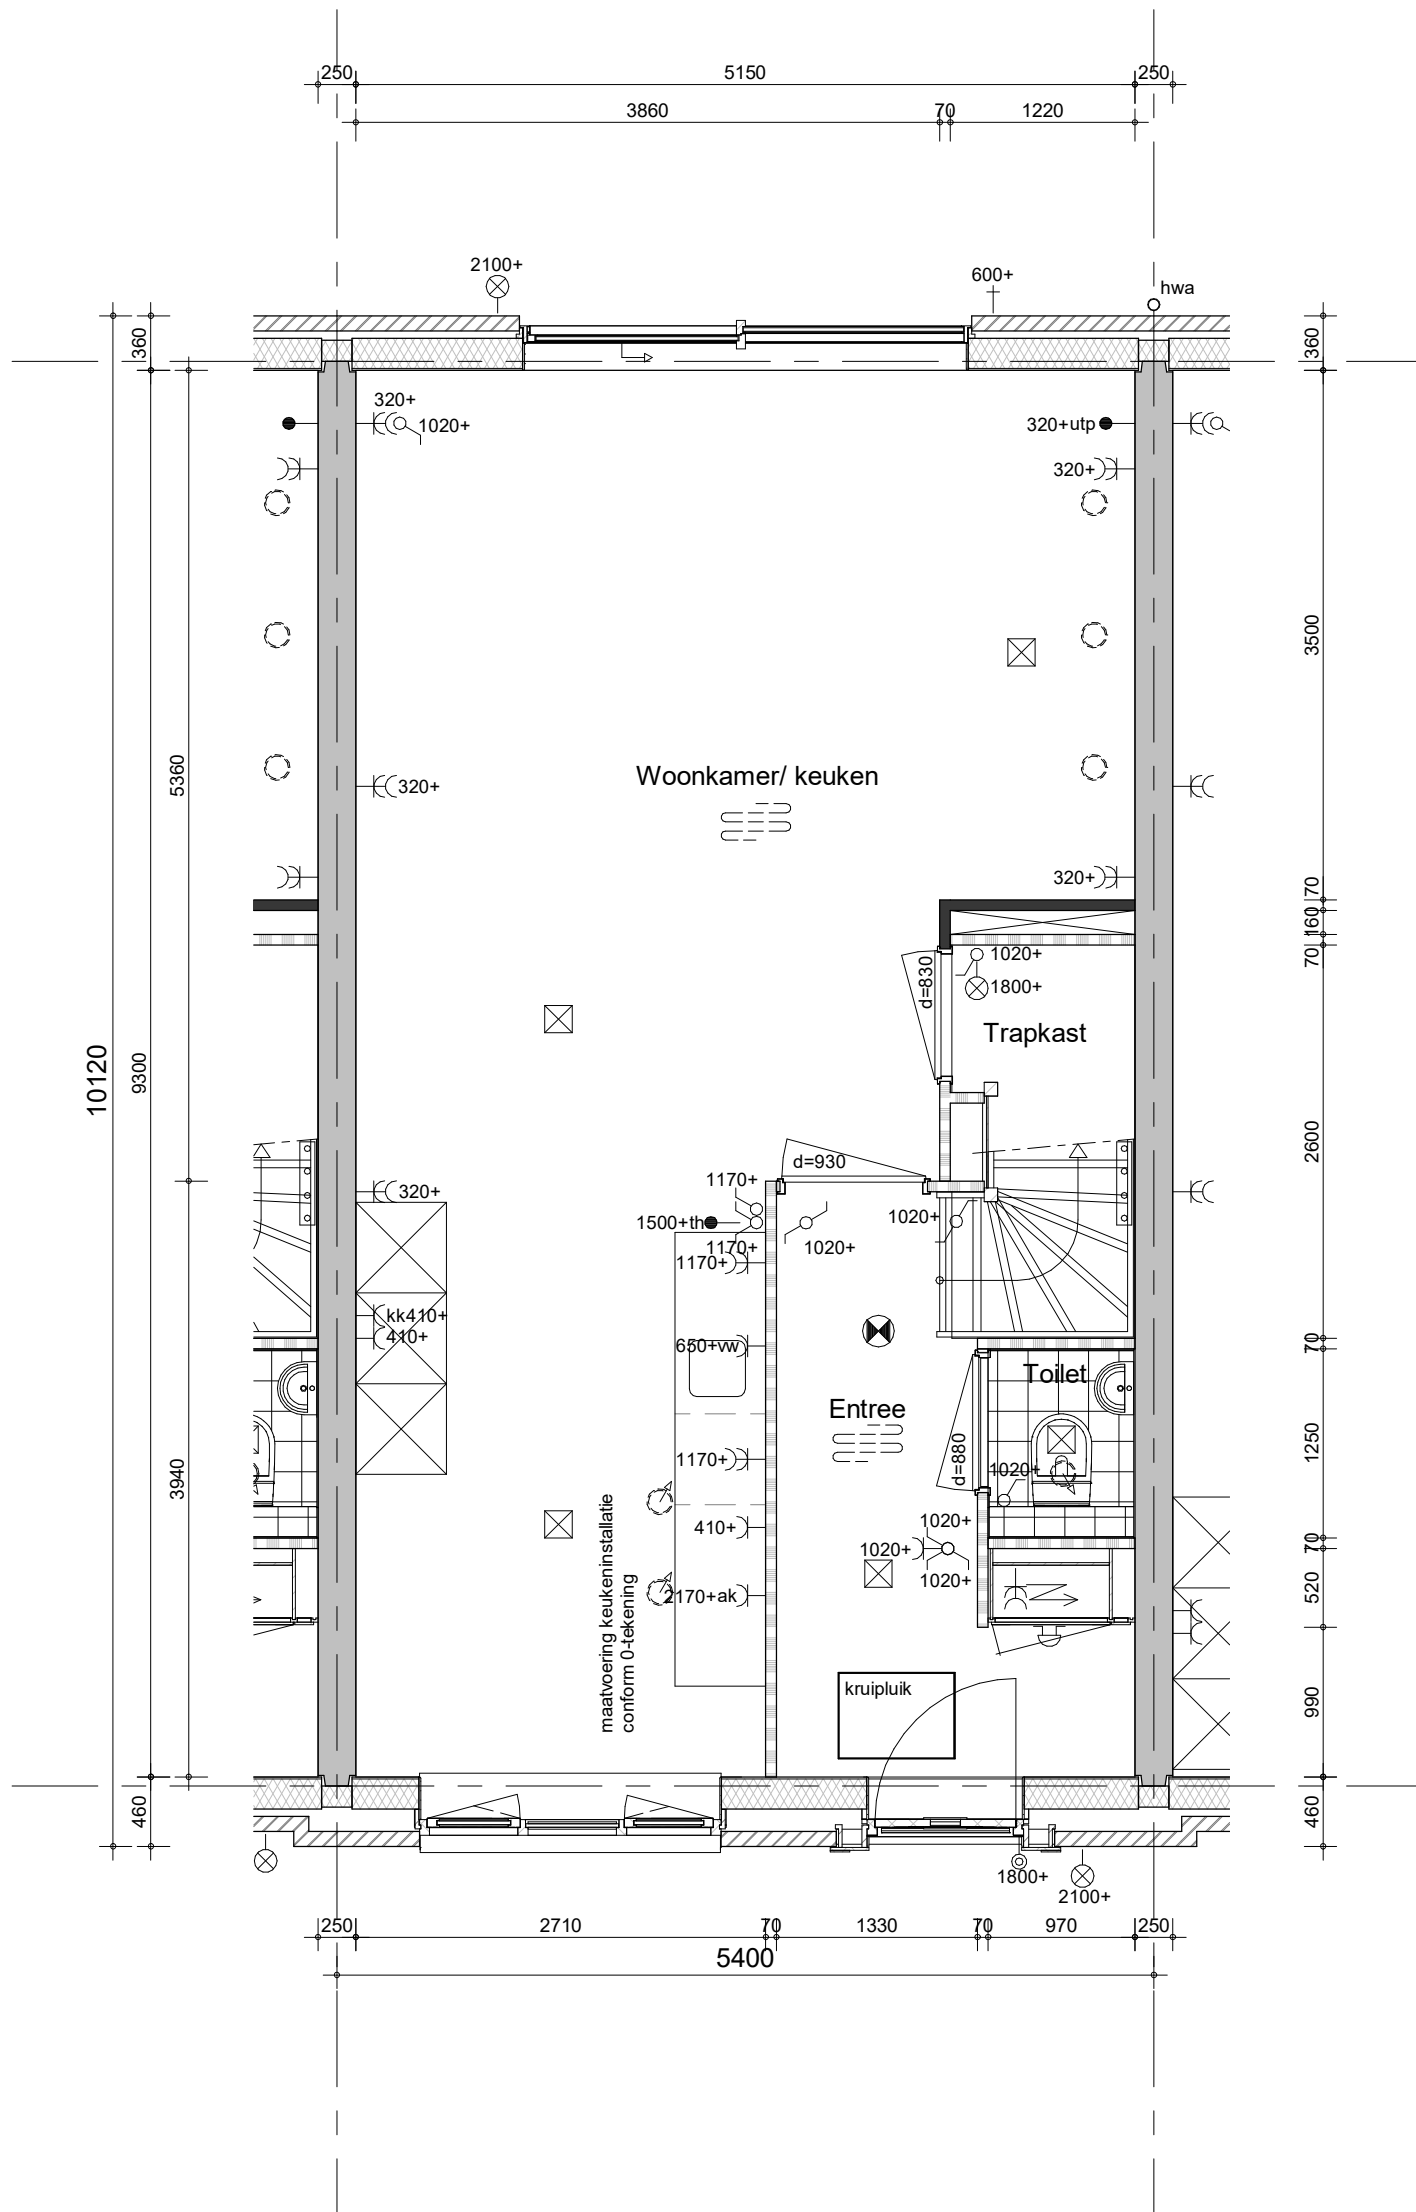 250 5150 250
3860 70 1220
2100+ 600+
hwa
360 360
320+
1020+ 320+utp
320+
3500
5360
Woonkamer/ keuken
320+
320+
70
160
70
1020+
d=830
1800+
Trapkast
10120
9300
2600
d=930
1170+
320+
1500+th
1020+
1170+ 1020+
1170+
kk410+
410+
650+vw
70
Toilet
Entree
1250
3940
1170+
d=880
1020+
maatvoering keukeninstallatie
conform 0-tekening
410+
1020+
1020+
70
1020+
2170+ak
520
kruipluik
990
460 460
1800+
2100+
250 2710 70 1330 70 970 250
5400